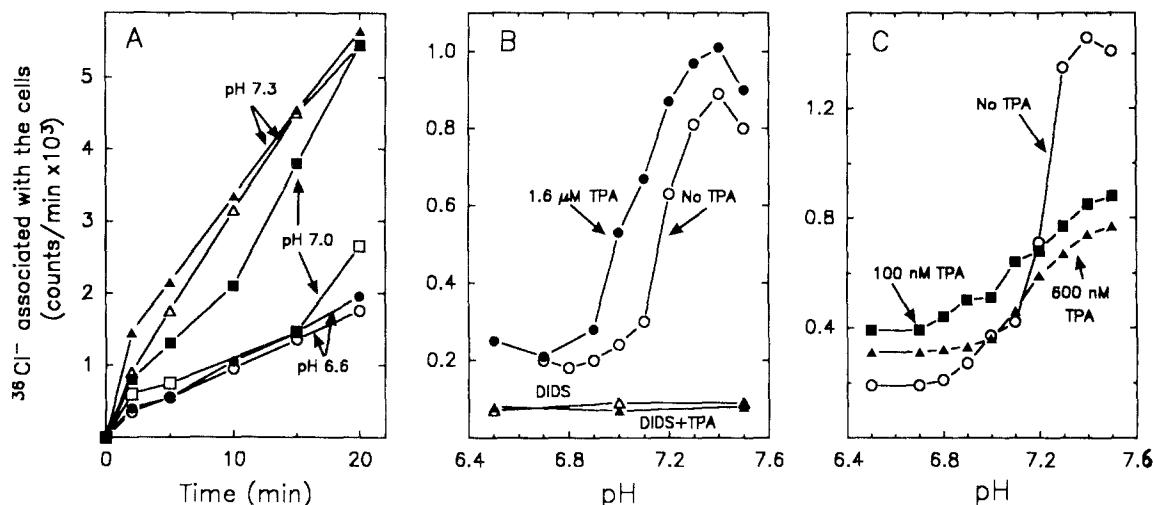 ³⁶Cl⁻ associated with the cells
(counts/min x10³)
A
5
4
3
2
1
0
10
20
Time (min)
pH 7.3
pH 7.0
pH 6.6
B
1.0
0.8
0.6
0.4
0.2
6.4
6.8
7.2
7.6
pH
1.6 μM TPA
No TPA
DIDS
DIDS+TPA
C
1.2
0.8
0.4
6.4
6.8
7.2
7.6
pH
No TPA
100 nM TPA
600 nM
TPA